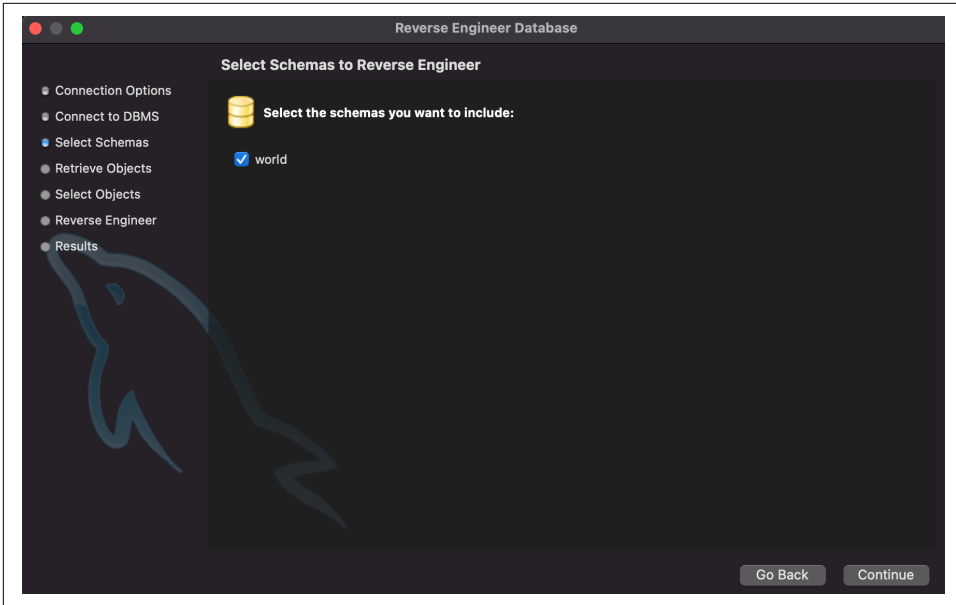 Reverse Engineer Database
Select Schemas to Reverse Engineer
Connection Options
Connect to DBMS
Select Schemas
Retrieve Objects
Select Objects
Reverse Engineer
Results
Select the schemas you want to include:
world
Go Back
Continue